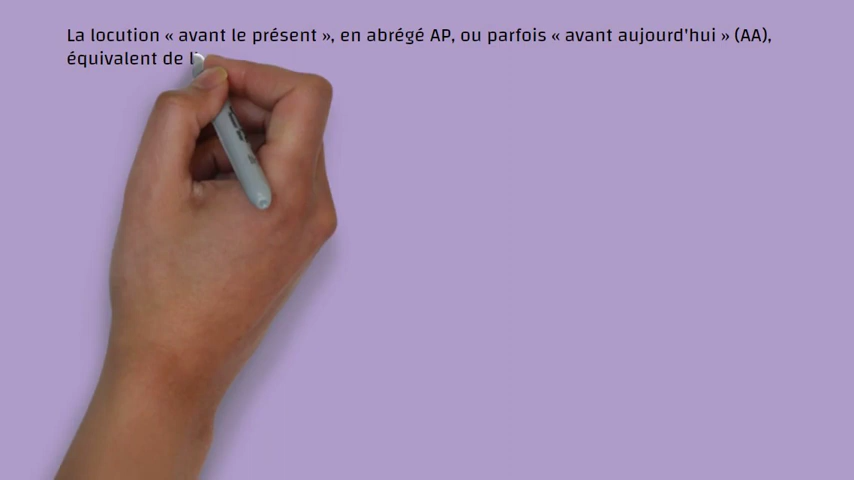 La locution « avant le présent », en abrégé AP, ou parfois « avant aujourd'hui » (AA),
équivalent de l